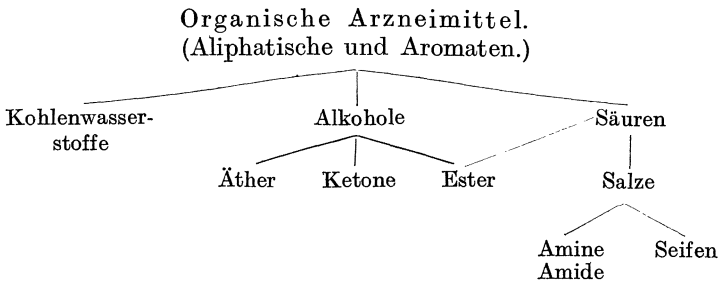 Organische Arzneimittel.
(Aliphatische und Aromaten.)
Kohlenwasser-
stoffe
Alkohole
Säuren
Äther
Ketone
Ester
Salze
Amine
Amide
Seifen